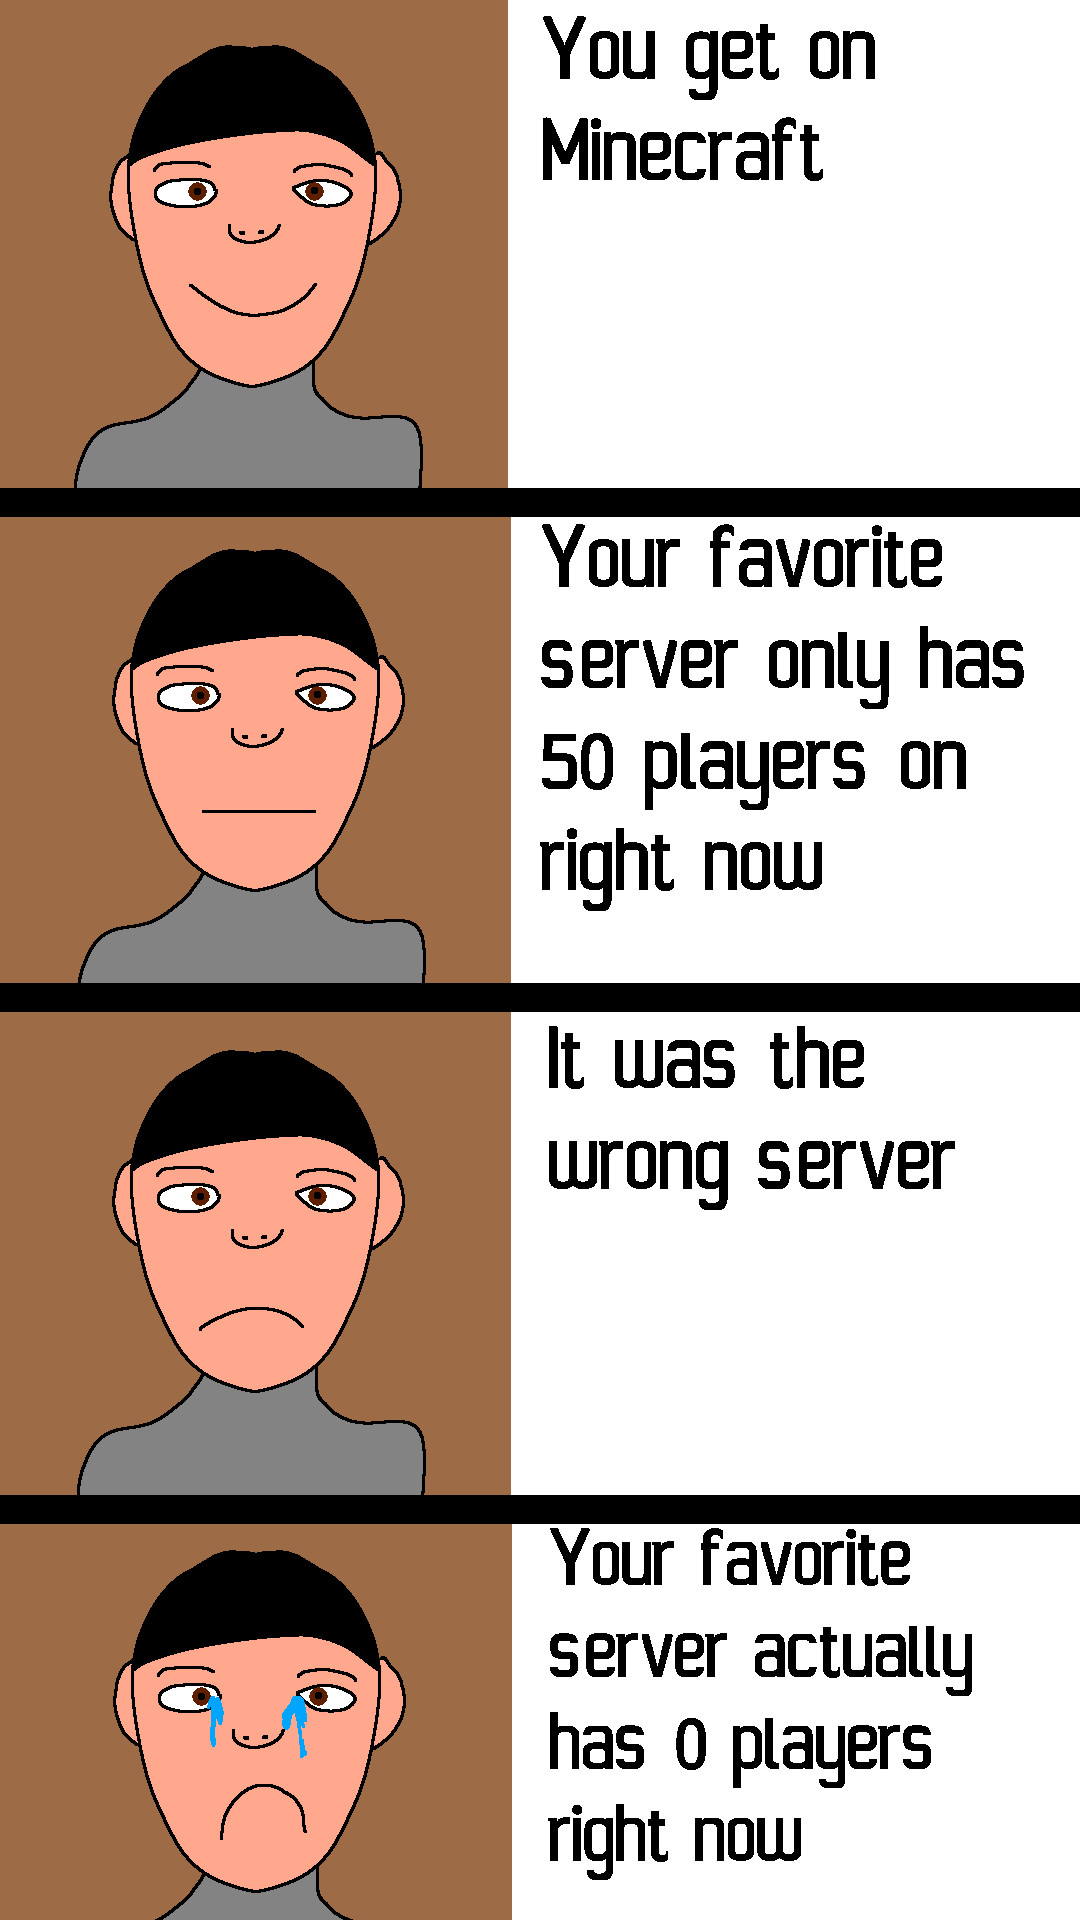 You get on
Minecraft
Your favorite
server only has
50 players on
right now
It was the
wrong server
Your favorite
server actually
has 0 players
right now